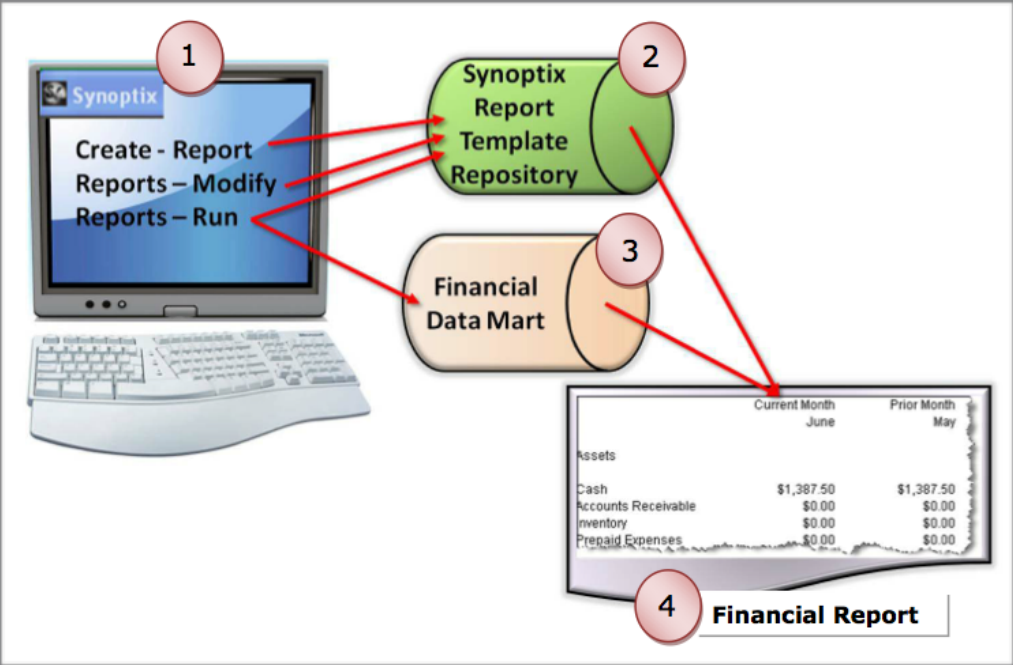 1
Synoptix
Create - Report
Reports – Modify
Reports – Run
2
Synoptix
Report
Template
Repository
3
Financial
Data Mart
Current Month Prior Month
June May
Assets
Cash $1,387.50 $1,387.50
Accounts Receivable $0.00 $0.00
Inventory $0.00 $0.00
Prepaid Expenses $0.00 $0.00
4
Financial Report